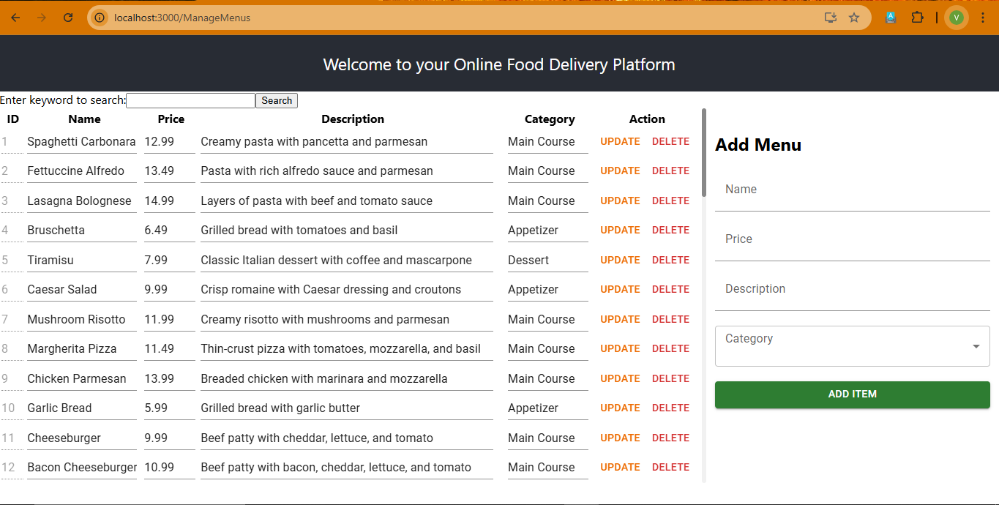 localhost:3000/ManageMenus
V
Welcome to your Online Food Delivery Platform
Enter keyword to search: Search
ID Name Price Description Category Action
1 Spaghetti Carbonara 12.99 Creamy pasta with pancetta and parmesan Main Course UPDATE DELETE
2 Fettuccine Alfredo 13.49 Pasta with rich alfredo sauce and parmesan Main Course UPDATE DELETE
3 Lasagna Bolognese 14.99 Layers of pasta with beef and tomato sauce Main Course UPDATE DELETE
4 Bruschetta 6.49 Grilled bread with tomatoes and basil Appetizer UPDATE DELETE
5 Tiramisu 7.99 Classic Italian dessert with coffee and mascarpone Dessert UPDATE DELETE
6 Caesar Salad 9.99 Crisp romaine with Caesar dressing and croutons Appetizer UPDATE DELETE
7 Mushroom Risotto 11.99 Creamy risotto with mushrooms and parmesan Main Course UPDATE DELETE
8 Margherita Pizza 11.49 Thin-crust pizza with tomatoes, mozzarella, and basil Main Course UPDATE DELETE
9 Chicken Parmesan 13.99 Breaded chicken with marinara and mozzarella Main Course UPDATE DELETE
10 Garlic Bread 5.99 Grilled bread with garlic butter Appetizer UPDATE DELETE
11 Cheeseburger 9.99 Beef patty with cheddar, lettuce, and tomato Main Course UPDATE DELETE
12 Bacon Cheeseburger 10.99 Beef patty with bacon, cheddar, lettuce, and tomato Main Course UPDATE DELETE
Add Menu
Name
Price
Description
Category
ADD ITEM